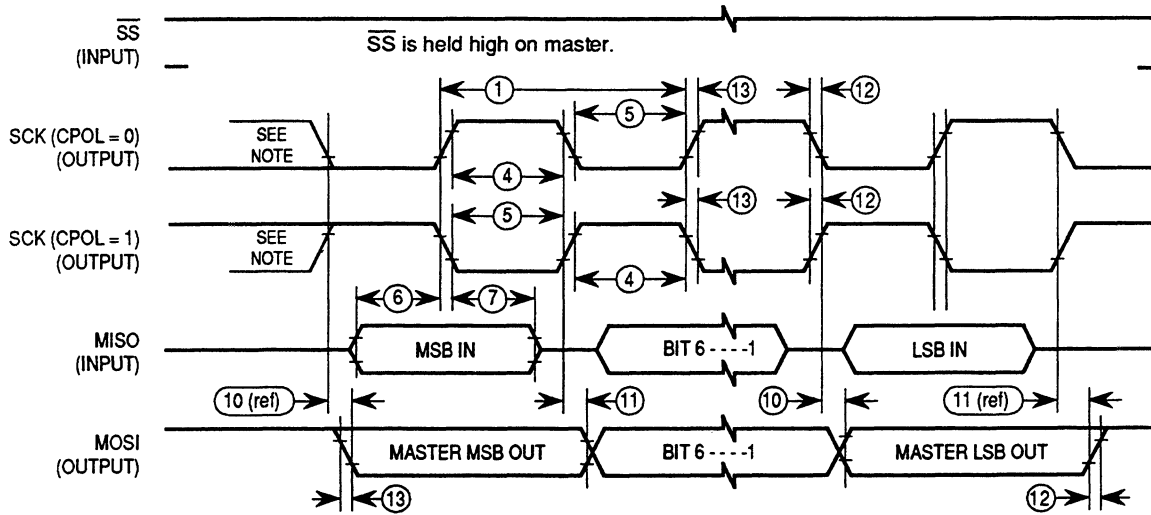 SS
(INPUT)
SS is held high on master.
1
13
12
5
SCK (CPOL = 0)
(OUTPUT)
SEE
NOTE
4
13
12
5
SCK (CPOL = 1)
(OUTPUT)
SEE
NOTE
4
6
7
MISO
(INPUT)
MSB IN
BIT 6 - - - - -1
LSB IN
10 (ref)
11
10
11 (ref)
MOSI
(OUTPUT)
MASTER MSB OUT
BIT 6 - - - - -1
MASTER LSB OUT
13
12